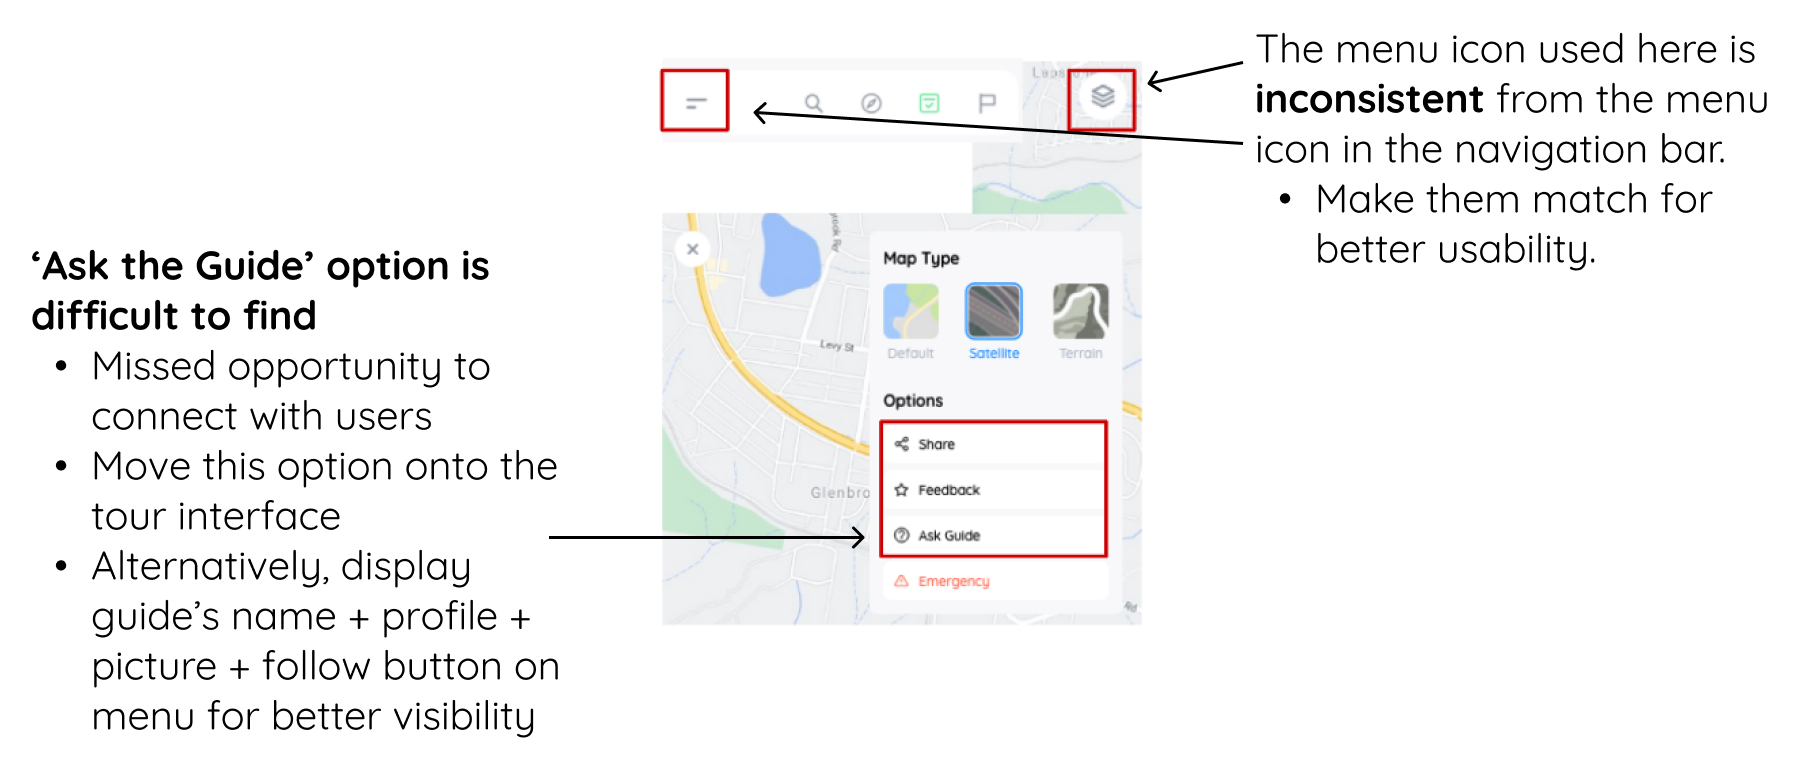 The menu icon used here is
inconsistent from the menu
icon in the navigation bar.
• Make them match for
better usability.
‘Ask the Guide’ option is
difficult to find
• Missed opportunity to
connect with users
• Move this option onto the
tour interface
• Alternatively, display
guide’s name + profile +
picture + follow button on
menu for better visibility
Map Type
Default
Satellite
Terrain
Options
Share
Feedback
Ask Guide
Emergency
Levy St
Glenbro
Rd